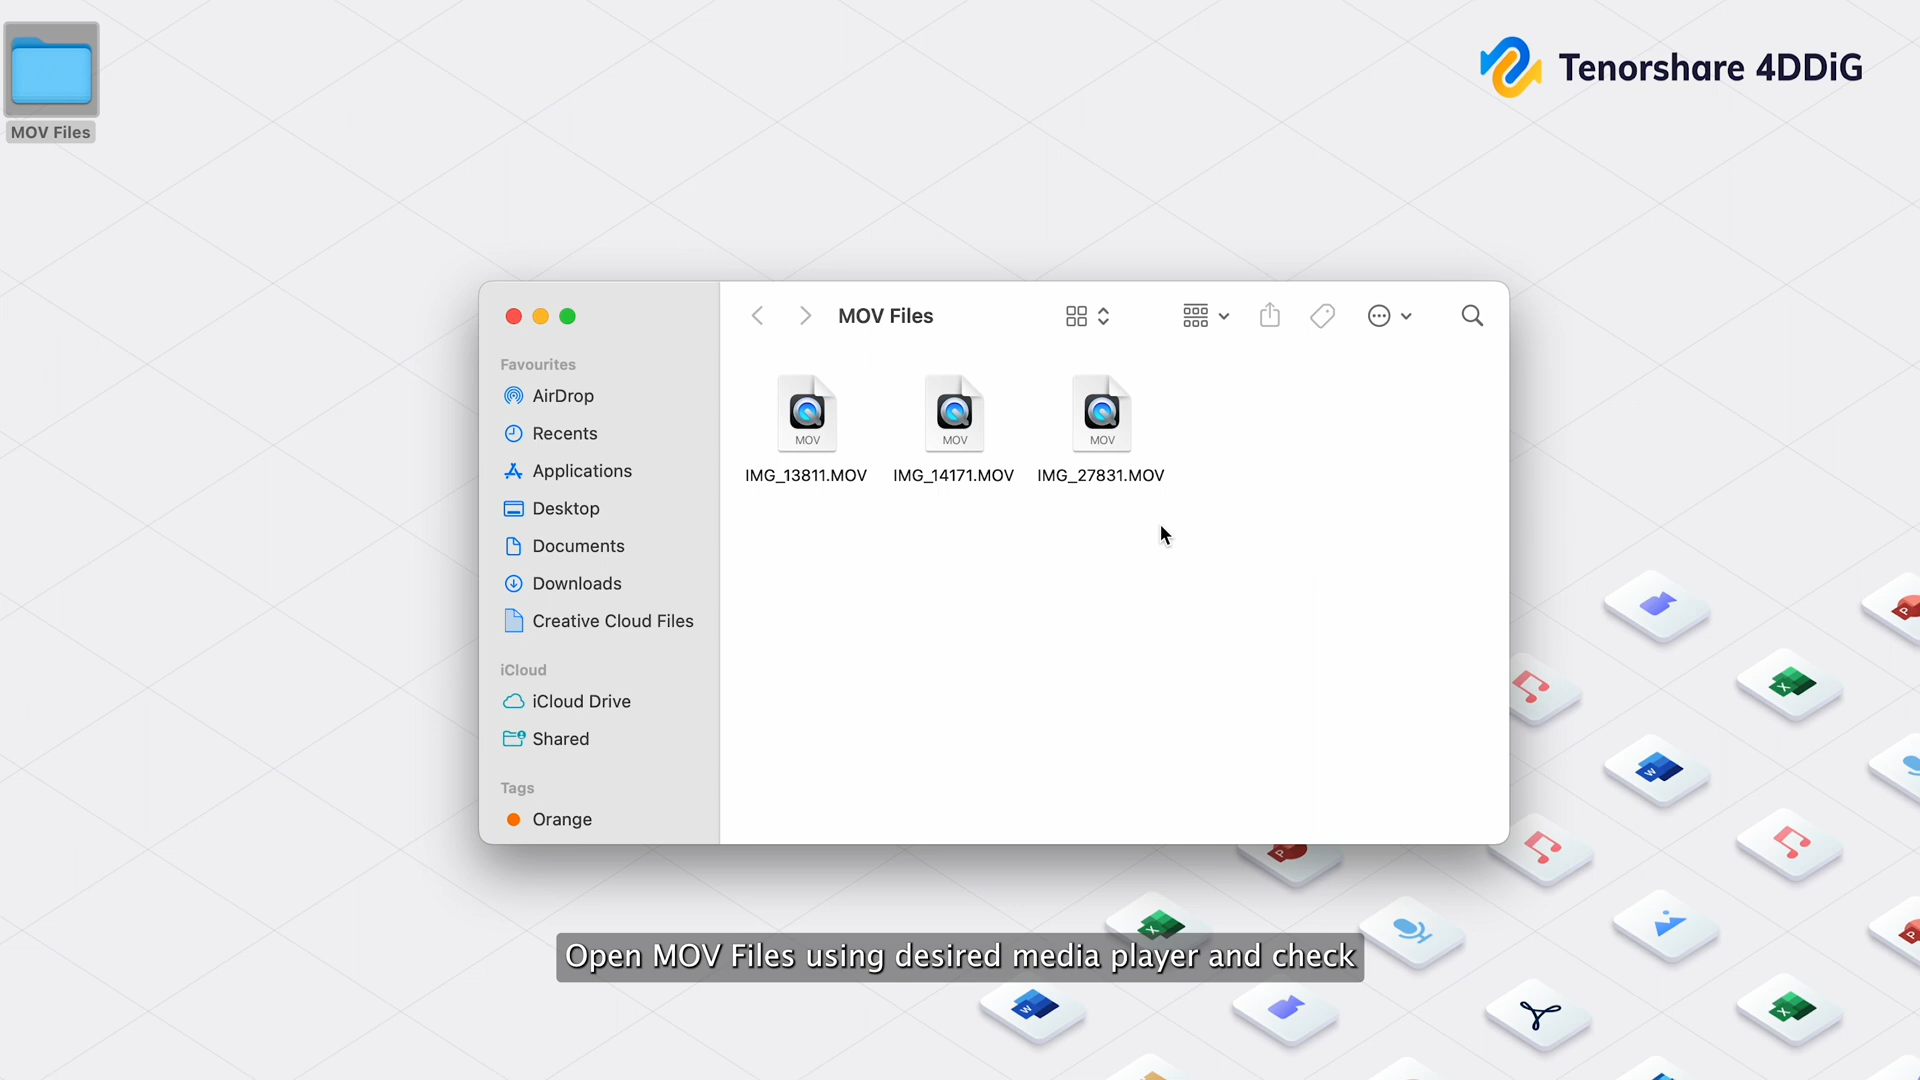 MOV Files
Tenorshare 4DDiG
MOV Files
Favourites
AirDrop
Recents
Applications
Desktop
Documents
Downloads
Creative Cloud Files
iCloud
iCloud Drive
Shared
Tags
Orange
MOV
MOV
MOV
IMG_13811.MOV
IMG_14171.MOV
IMG_27831.MOV
P
X
W
P
X
P
W
X
Open MOV Files using desired media player and check